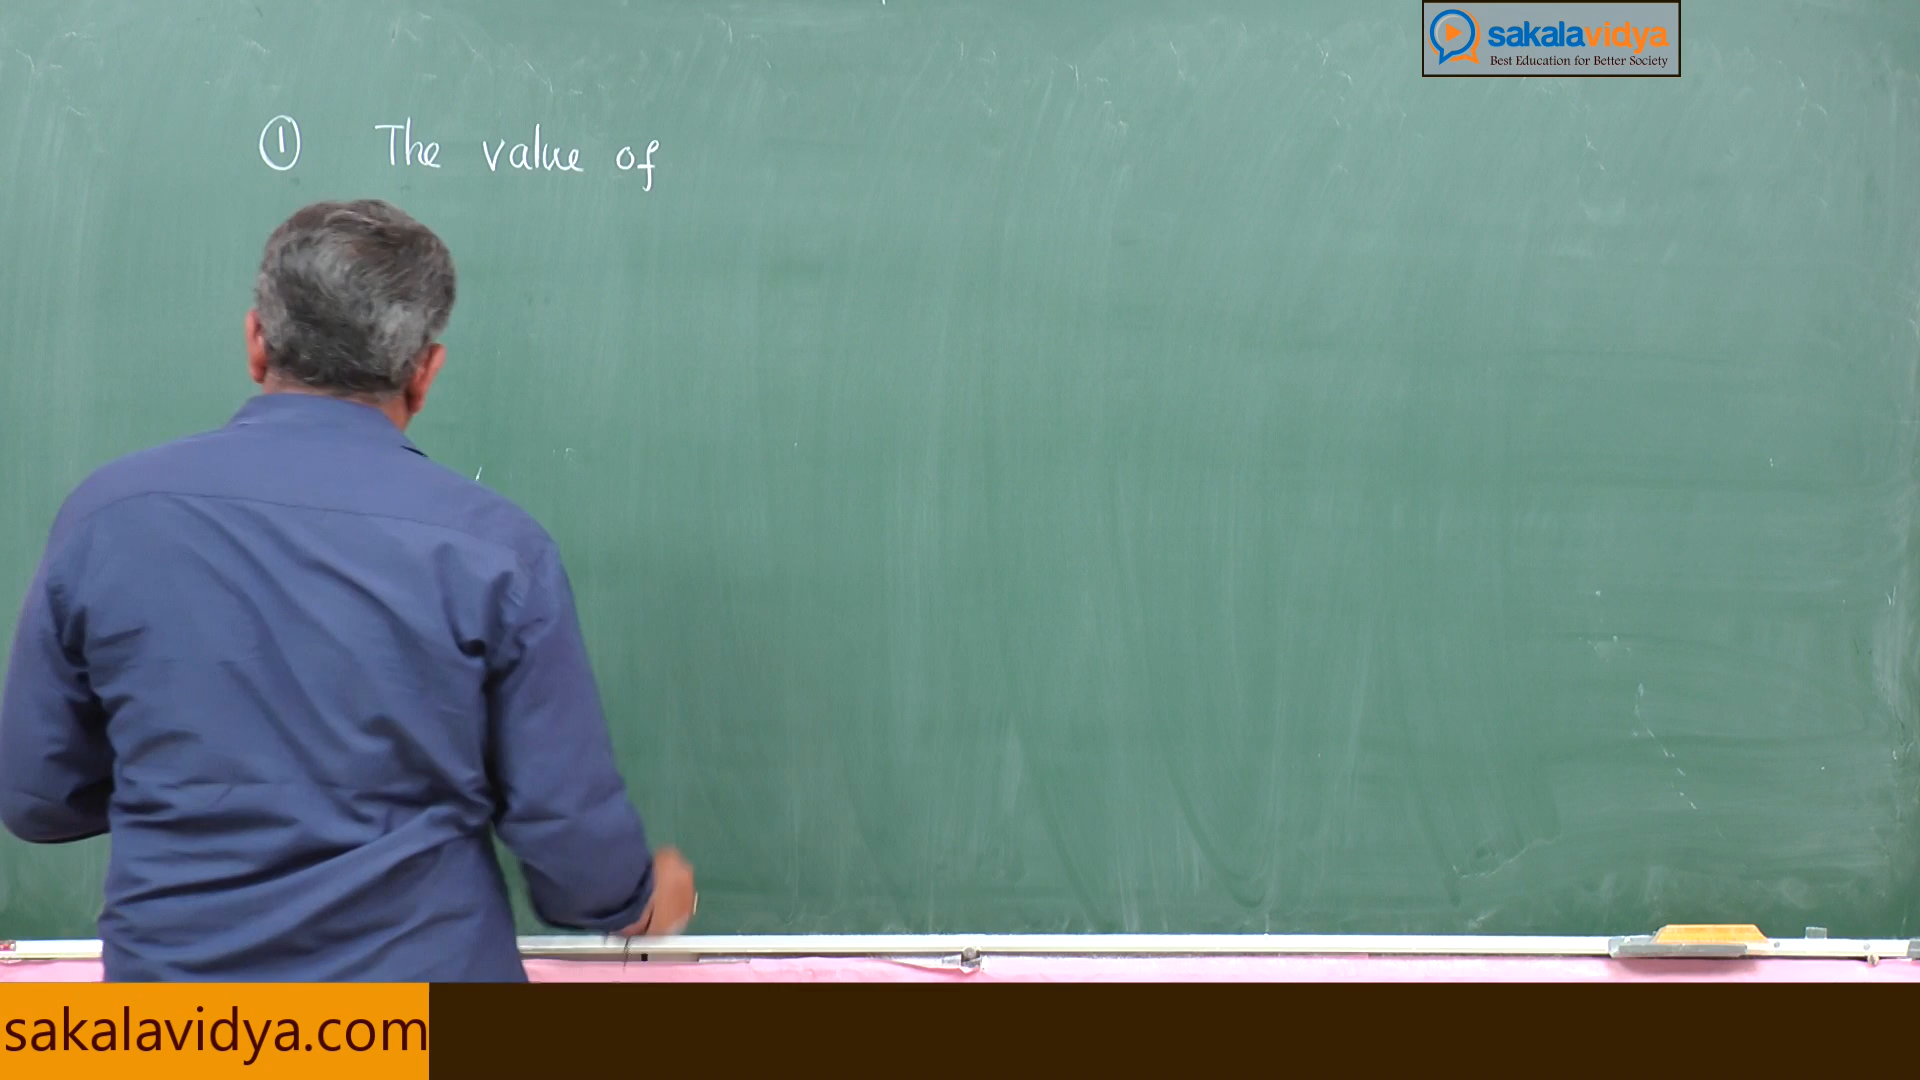 sakalavidya
Best Education for Better Society
① The value of
sakalavidya.com